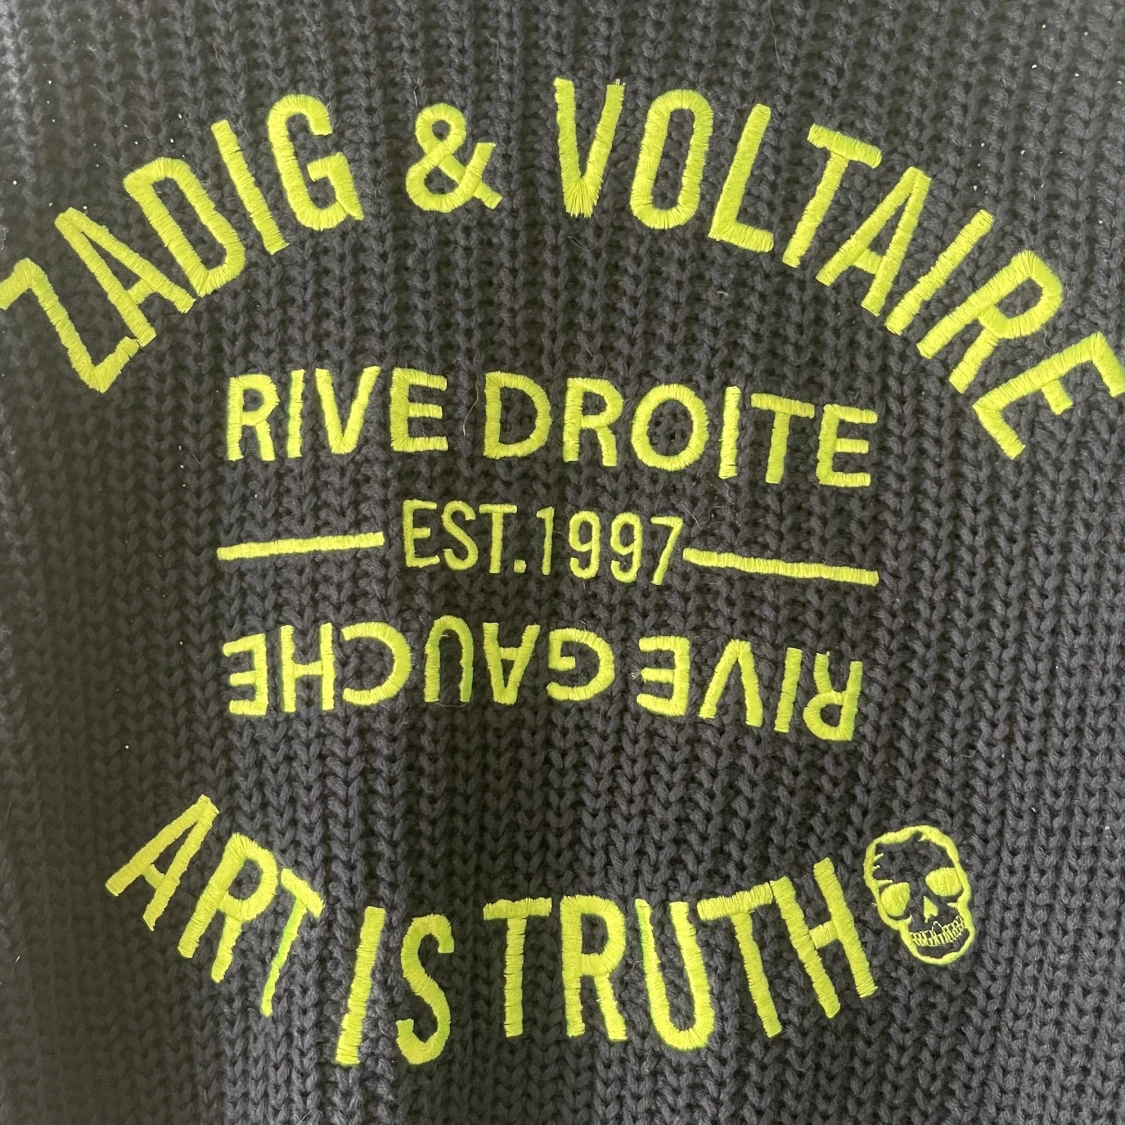 ZADIG & VOLTAIRE
RIVE DROITE
EST.1997
RIVE GAUCHE
ART IS TRUTH